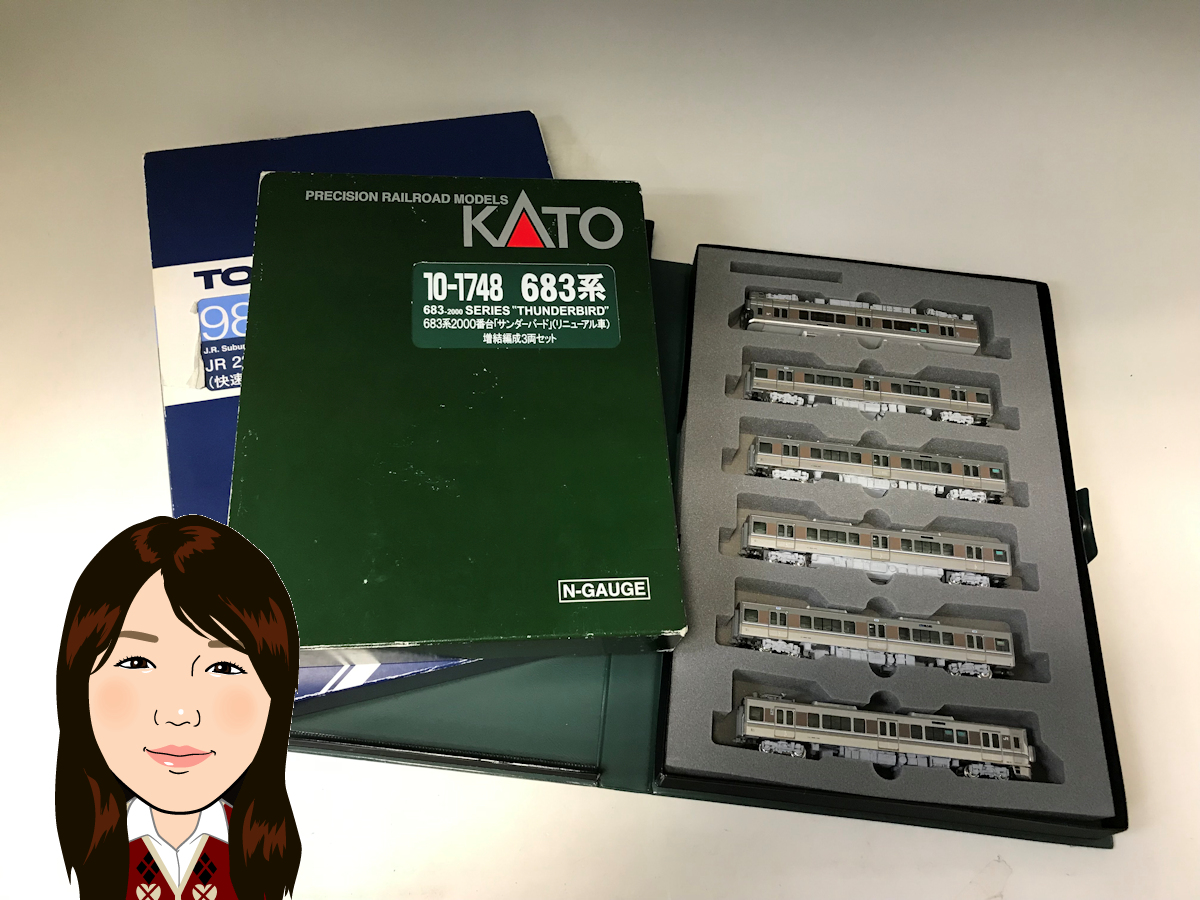 PRECISION RAILROAD MODELS
KATO
10-1748 683系
683-2000 SERIES "THUNDERBIRD"
683系2000番台「サンダーバード」(リニューアル車)
増結編成3両セット
N-GAUGE
TO
98
J.R. Subu
JR 2
(快速